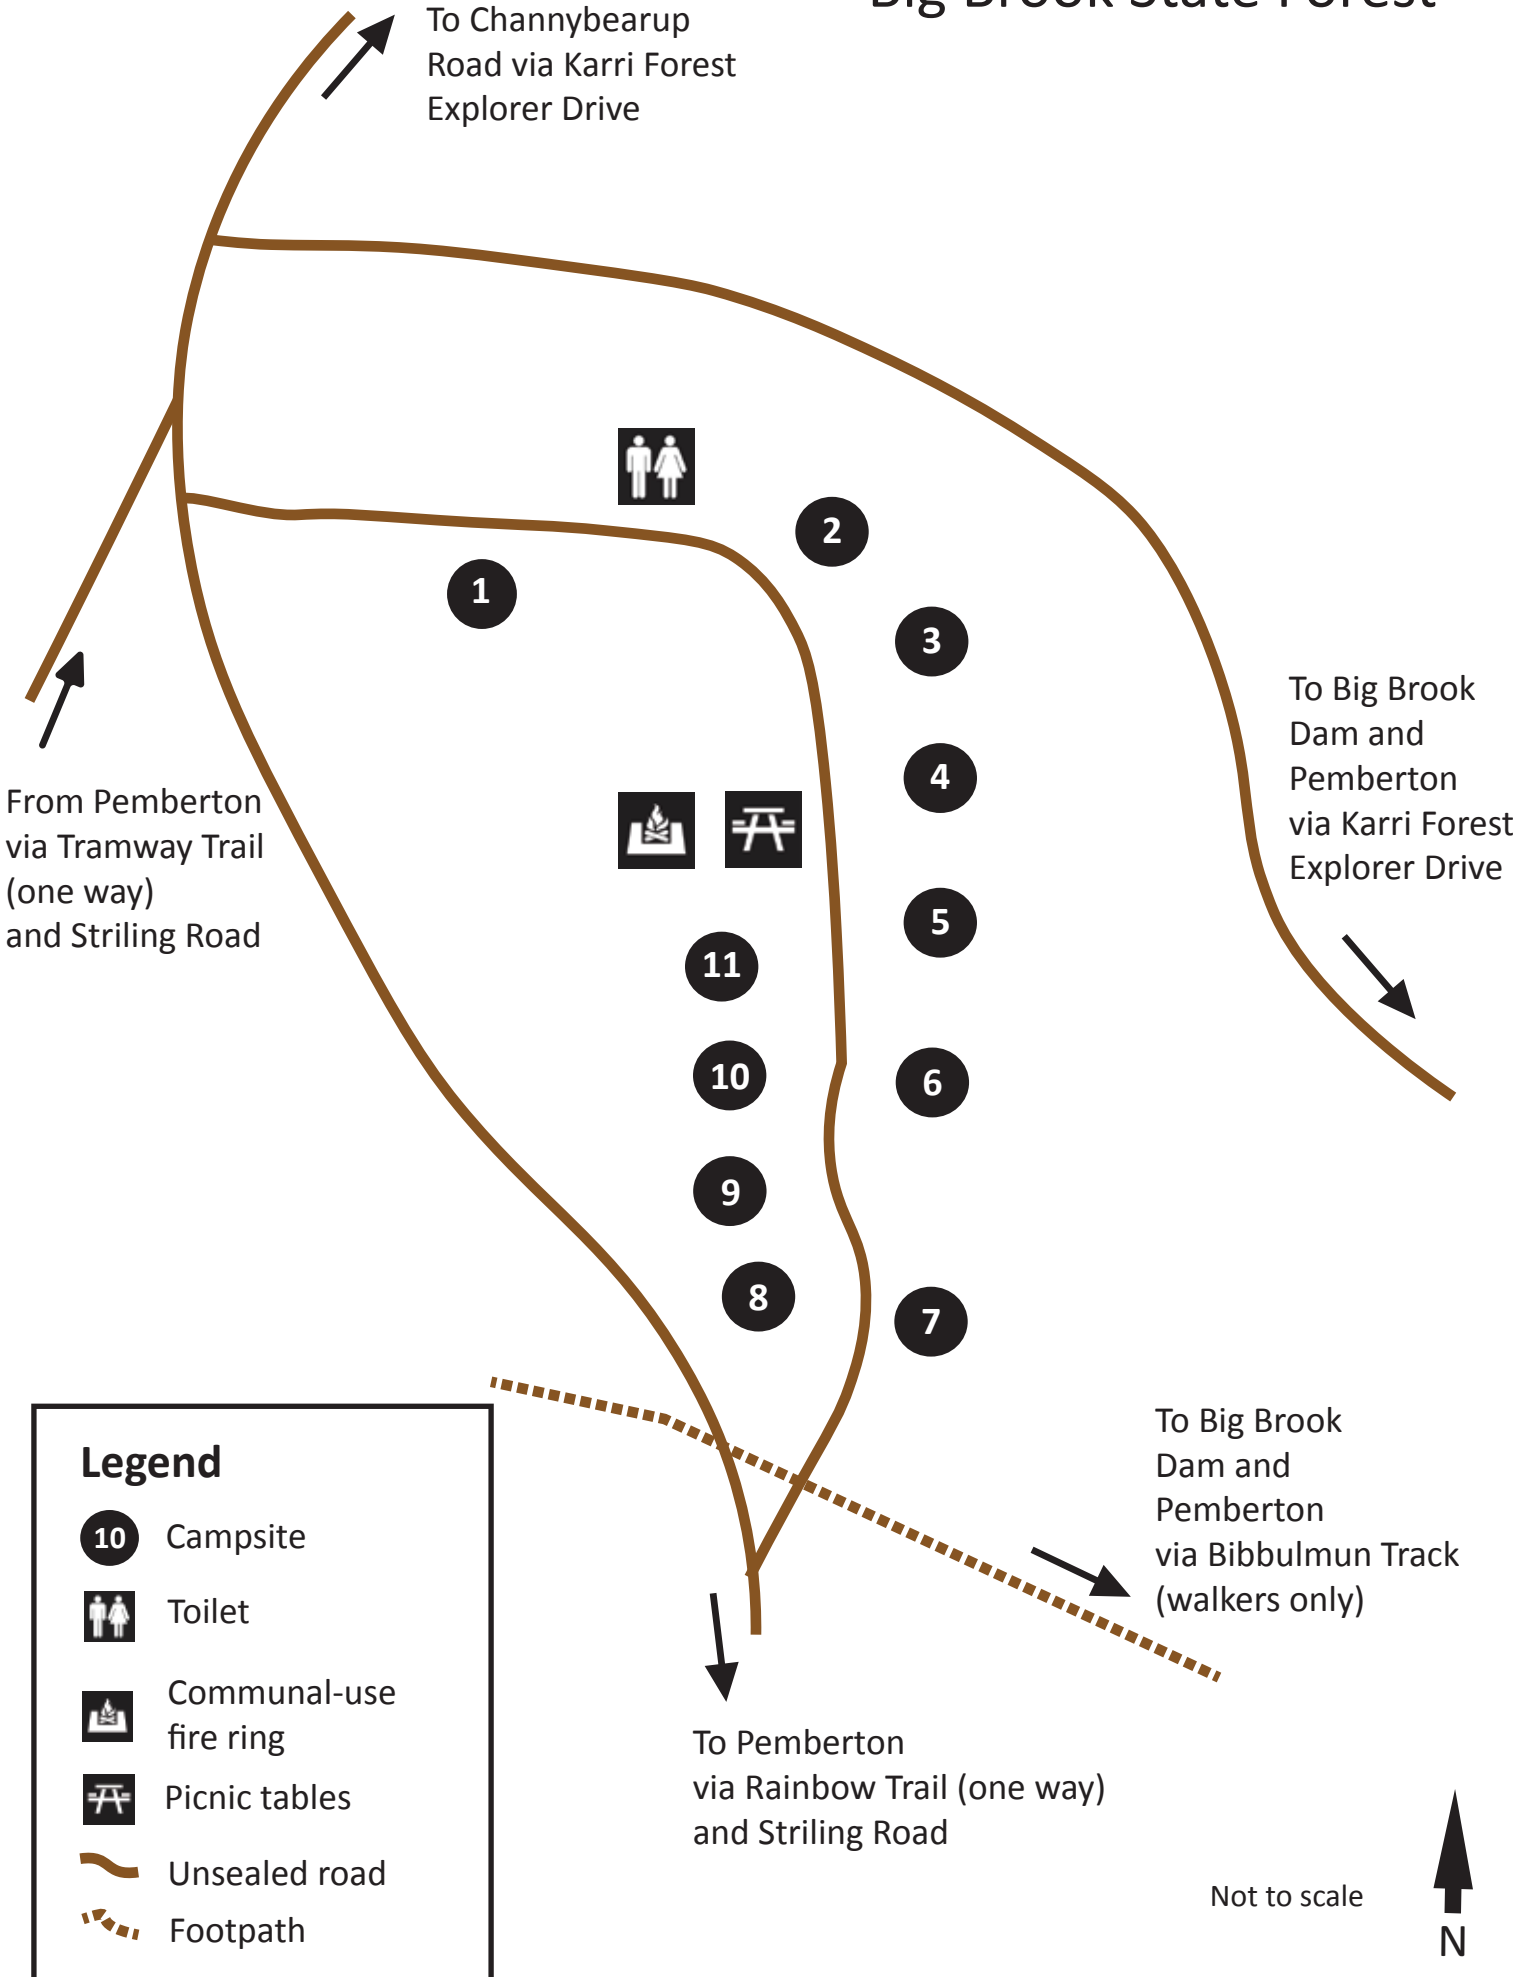 Big Brook State Forest
To Channybearup
Road via Karri Forest
Explorer Drive
2
1
3
To Big Brook
Dam and
Pemberton
via Karri Forest
Explorer Drive
4
From Pemberton
via Tramway Trail
(one way)
and Striling Road
5
11
10
6
9
8
7
To Big Brook
Dam and
Pemberton
via Bibbulmun Track
(walkers only)
Legend
10 Campsite
Toilet
Communal-use
fire ring
Picnic tables
Unsealed road
Footpath
To Pemberton
via Rainbow Trail (one way)
and Striling Road
Not to scale
N